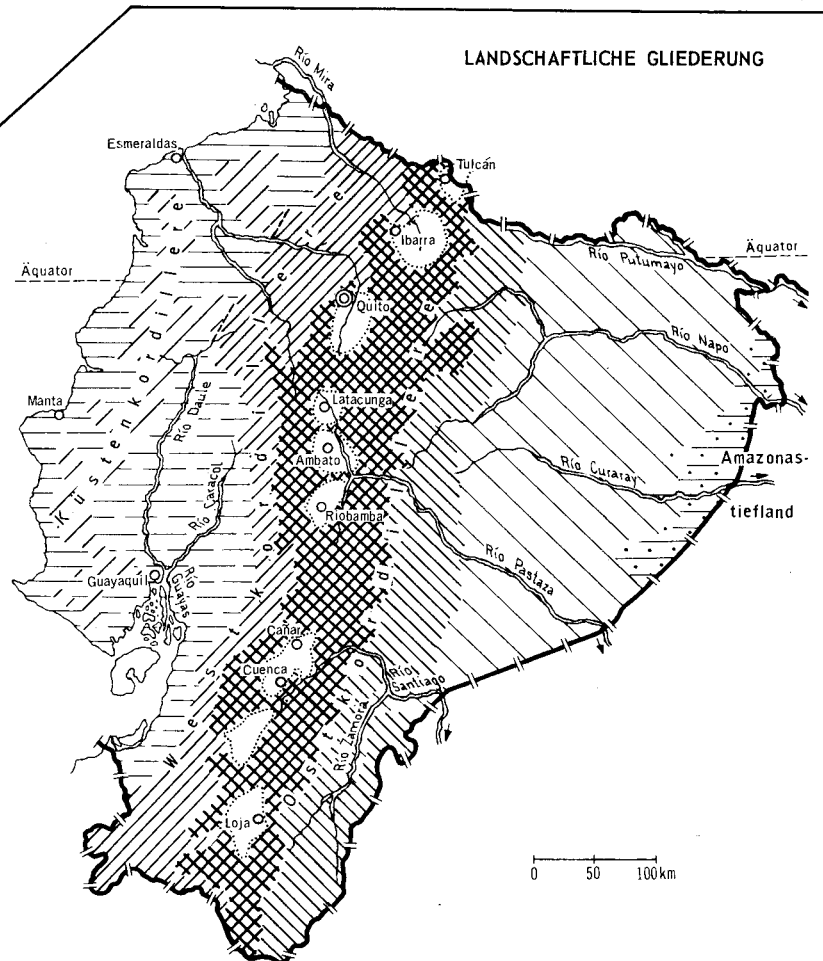 LANDSCHAFTLICHE GLIEDERUNG
Río Mira
Esmeraldas
Tulcán
Ibarra
Äquator
Äquator
Río Putumayo
Quito
Río Napo
Küstenkordillere
Westkordillere
Ostkordillere
Manta
Río Daule
Latacunga
Ambato
Río Caracol
Riobamba
Río Curaray
Amazonas-
tiefland
Guayaquil
Río
Guayas
Río Pastaza
Cañar
Cuenca
Río
Santiago
Río Zamora
Loja
0 50 100 km